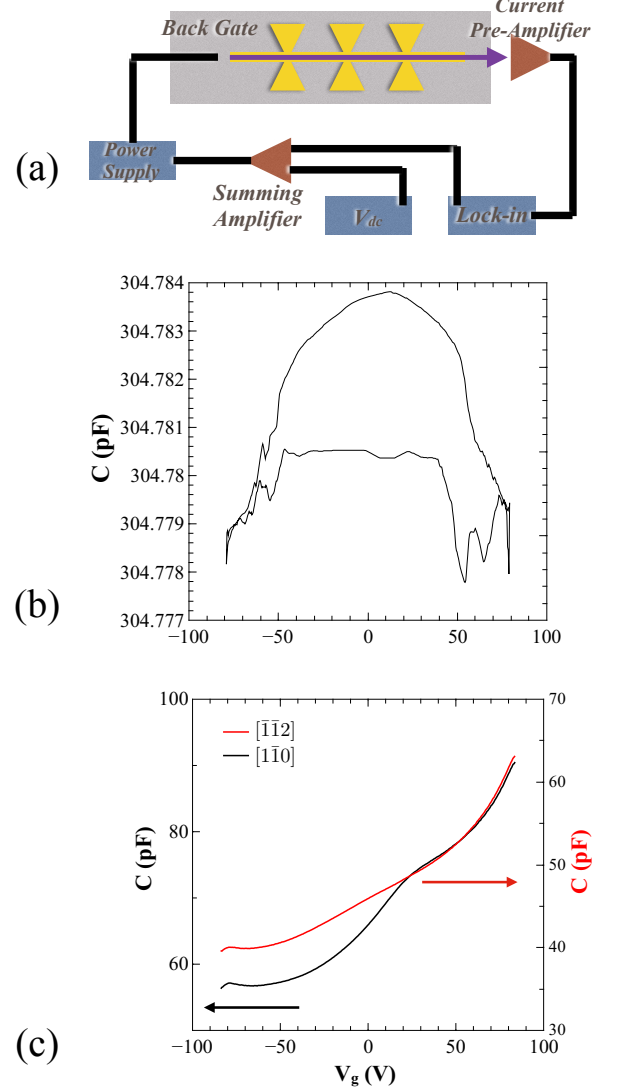 Back Gate
Current
Pre-Amplifier
(a)
Power
Supply
Summing
Amplifier
V_dc
Lock-in
304.784
304.783
304.782
304.781
304.78
304.779
304.778
304.777
C (pF)
−100
−50
0
50
100
(b)
100
80
60
C (pF)
[1̅1̅2]
[11̅0]
70
60
50
40
30
C (pF)
−100
−50
0
50
100
V_g (V)
(c)